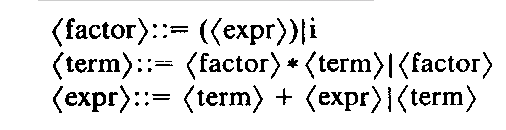 ⟨factor⟩::= (⟨expr⟩)|i
⟨term⟩::= ⟨factor⟩*⟨term⟩|⟨factor⟩
⟨expr⟩::= ⟨term⟩ + ⟨expr⟩|⟨term⟩